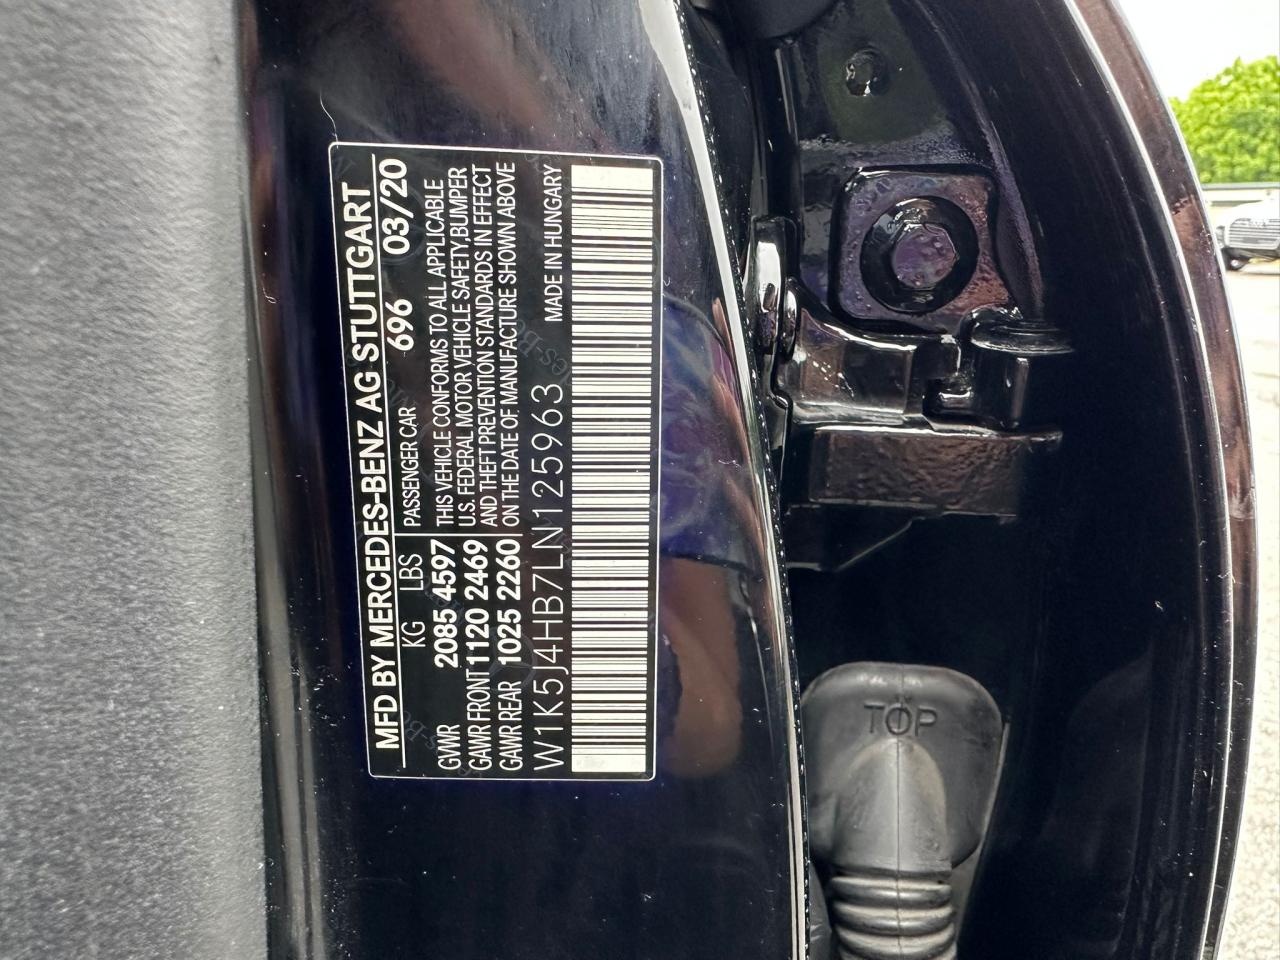 MFD BY MERCEDES-BENZ AG STUTTGART
KG LBS PASSENGER CAR 696 03/20
GVWR 2085 4597 THIS VEHICLE CONFORMS TO ALL APPLICABLE
GAWR FRONT 1120 2469 U.S. FEDERAL MOTOR VEHICLE SAFETY,BUMPER
GAWR REAR 1025 2260 AND THEFT PREVENTION STANDARDS IN EFFECT
ON THE DATE OF MANUFACTURE SHOWN ABOVE
W1K5J4HB7LN125963 MADE IN HUNGARY
TOP